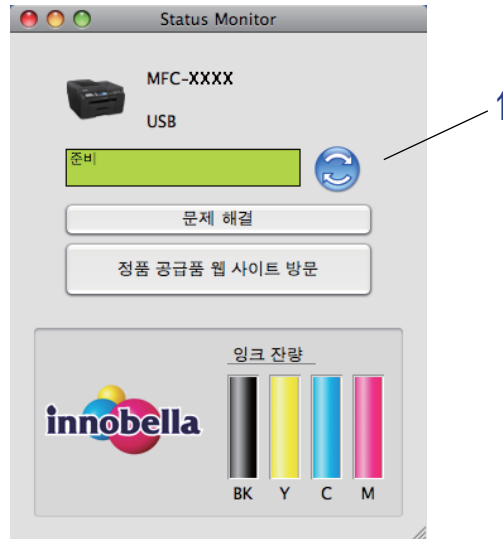 Status Monitor
MFC-XXXX
USB
준비
문제 해결
정품 공급품 웹 사이트 방문
잉크 잔량
innobella
BK Y C M